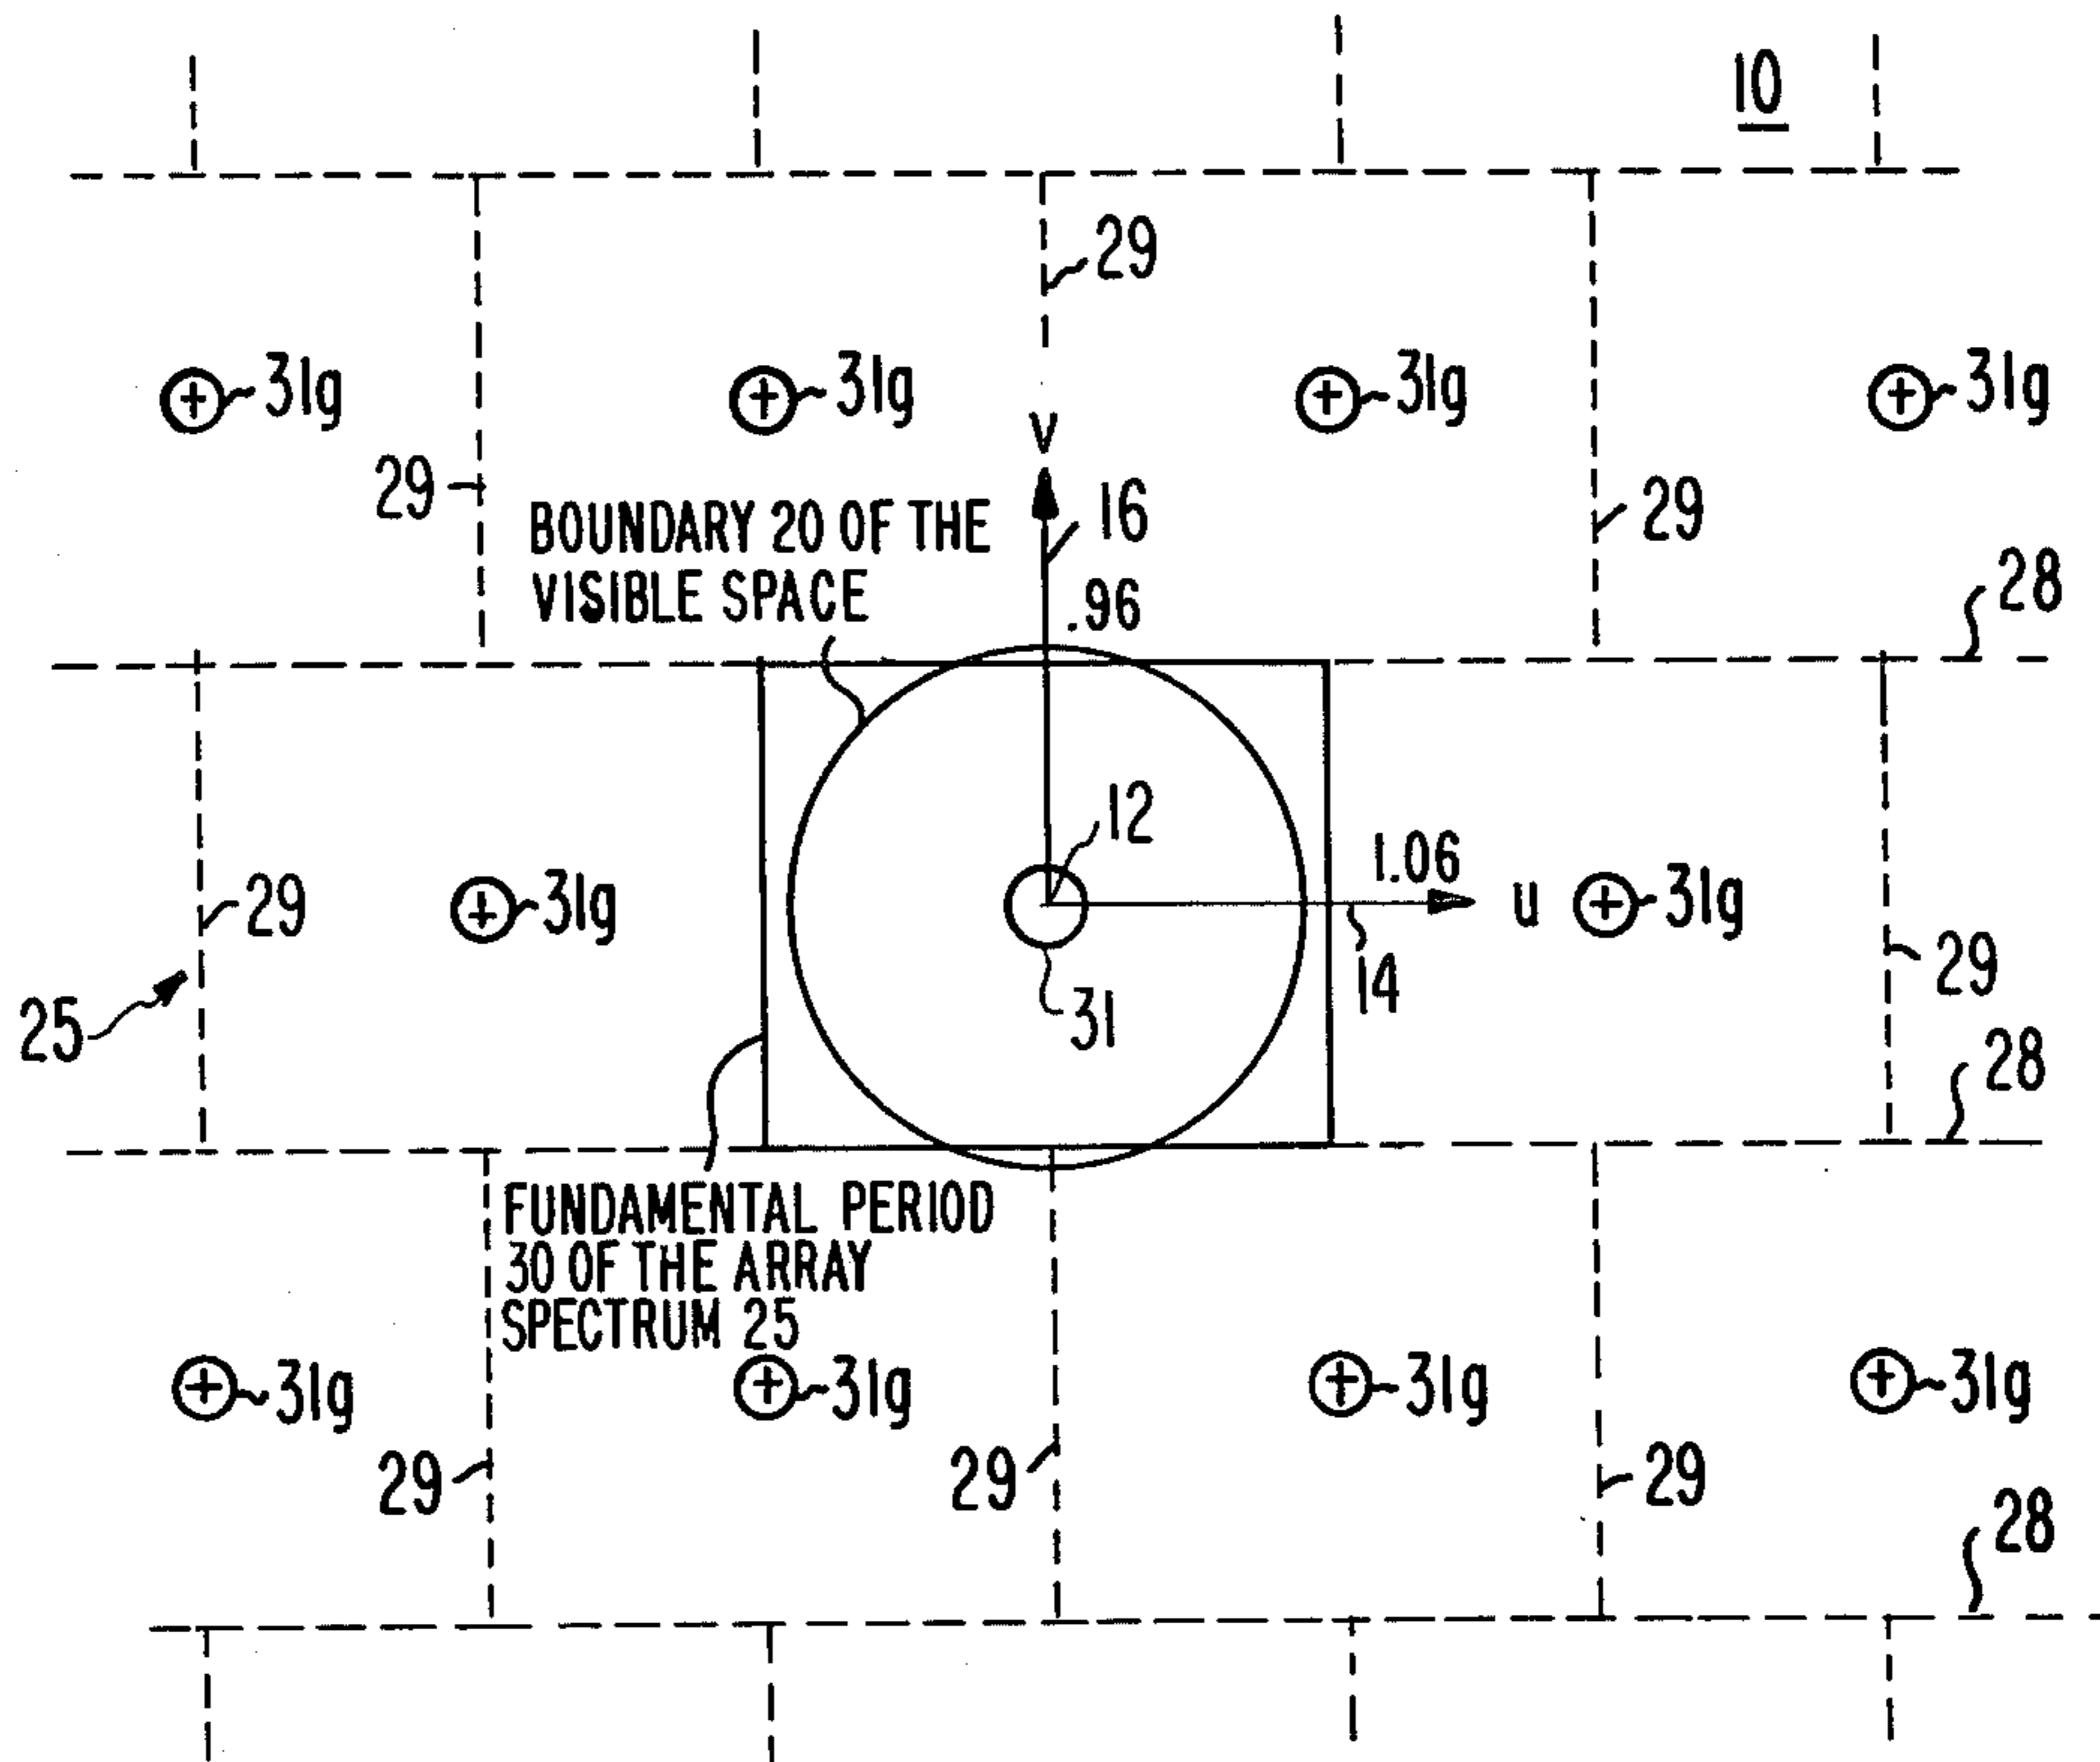 10
29
31g
31g
31g
31g
v
29
BOUNDARY 20 OF THE
VISIBLE SPACE
16
29
.96
28
12
1.06
29
31g
u
31g
29
25
31
14
28
FUNDAMENTAL PERIOD
30 OF THE ARRAY
SPECTRUM 25
31g
31g
31g
31g
29
29
29
28